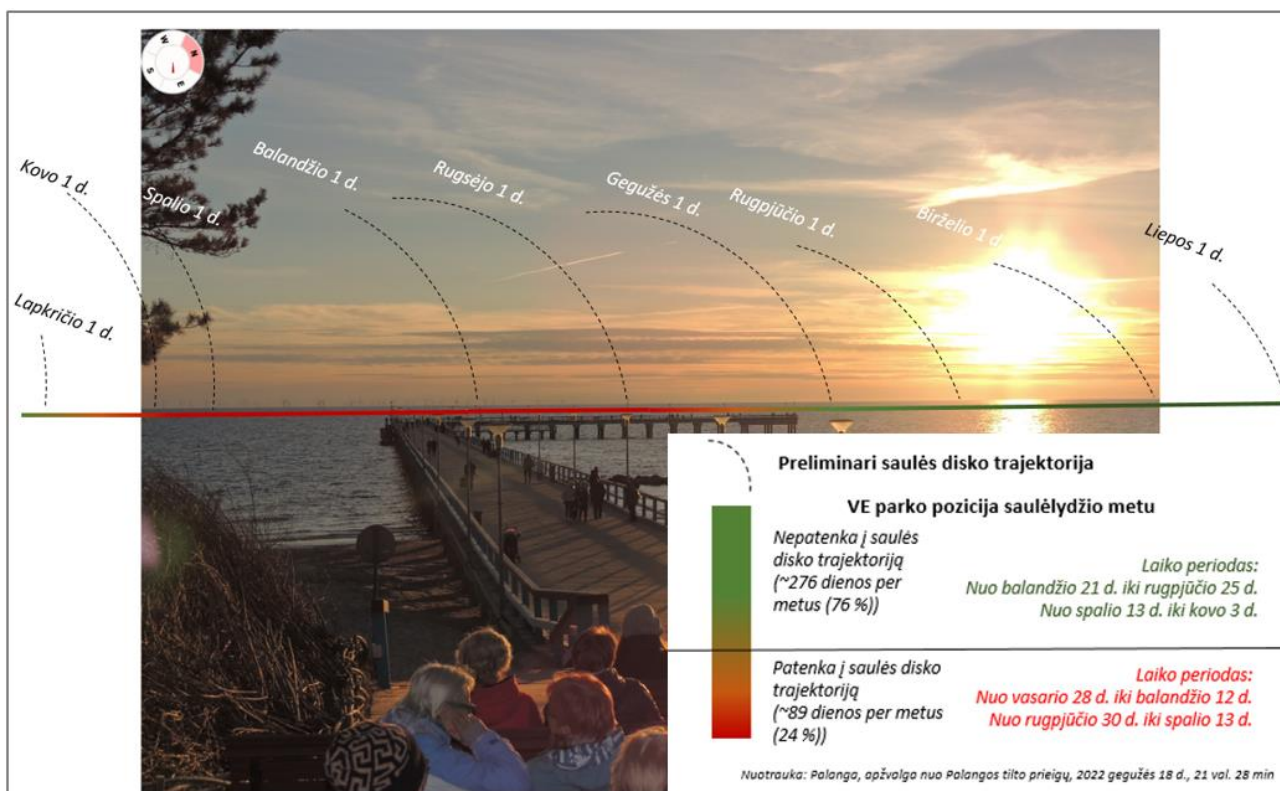 W
N
S
E
Kovo 1 d.
Spalio 1 d.
Balandžio 1 d.
Rugsėjo 1 d.
Gegužės 1 d.
Rugpjūčio 1 d.
Birželio 1 d.
Liepos 1 d.
Lapkričio 1 d.
Preliminari saulės disko trajektorija
VE parko pozicija saulėlydžio metu
Nepatenka į saulės
disko trajektoriją
(~276 dienos per
metus (76 %))
Laiko periodas:
Nuo balandžio 21 d. iki rugpjūčio 25 d.
Nuo spalio 13 d. iki kovo 3 d.
Patenka į saulės disko
trajektoriją
(~89 dienos per metus
(24 %))
Laiko periodas:
Nuo vasario 28 d. iki balandžio 12 d.
Nuo rugpjūčio 30 d. iki spalio 13 d.
Nuotrauka: Palanga, apžvalga nuo Palangos tilto prieigų, 2022 gegužės 18 d., 21 val. 28 min